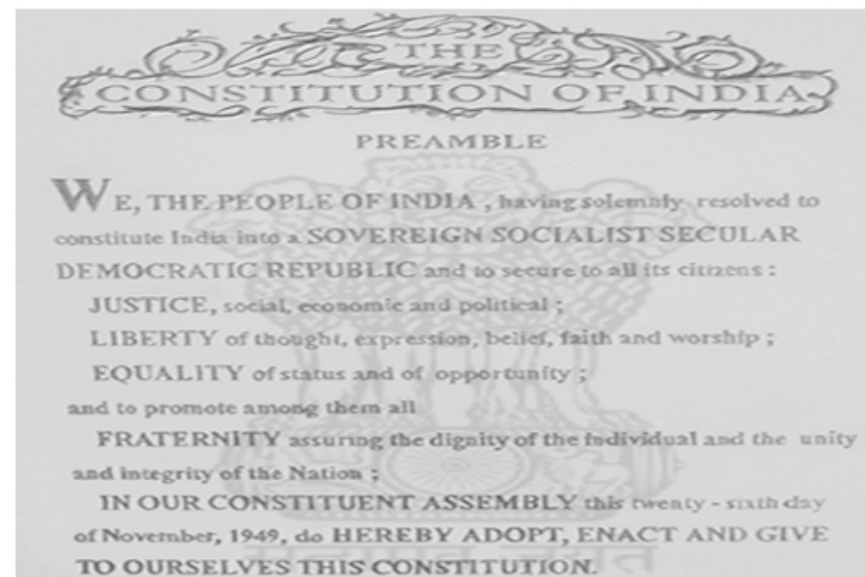 THE
CONSTITUTION OF INDIA
PREAMBLE
WE, THE PEOPLE OF INDIA , having solemnly resolved to
constitute India into a SOVEREIGN SOCIALIST SECULAR
DEMOCRATIC REPUBLIC and to secure to all its citizens :
JUSTICE, social, economic and political ;
LIBERTY of thought, expression, belief, faith and worship ;
EQUALITY of status and of opportunity ;
and to promote among them all
FRATERNITY assuring the dignity of the individual and the unity
and integrity of the Nation ;
IN OUR CONSTITUENT ASSEMBLY this twenty - sixth day
of November, 1949, do HEREBY ADOPT, ENACT AND GIVE
TO OURSELVES THIS CONSTITUTION.